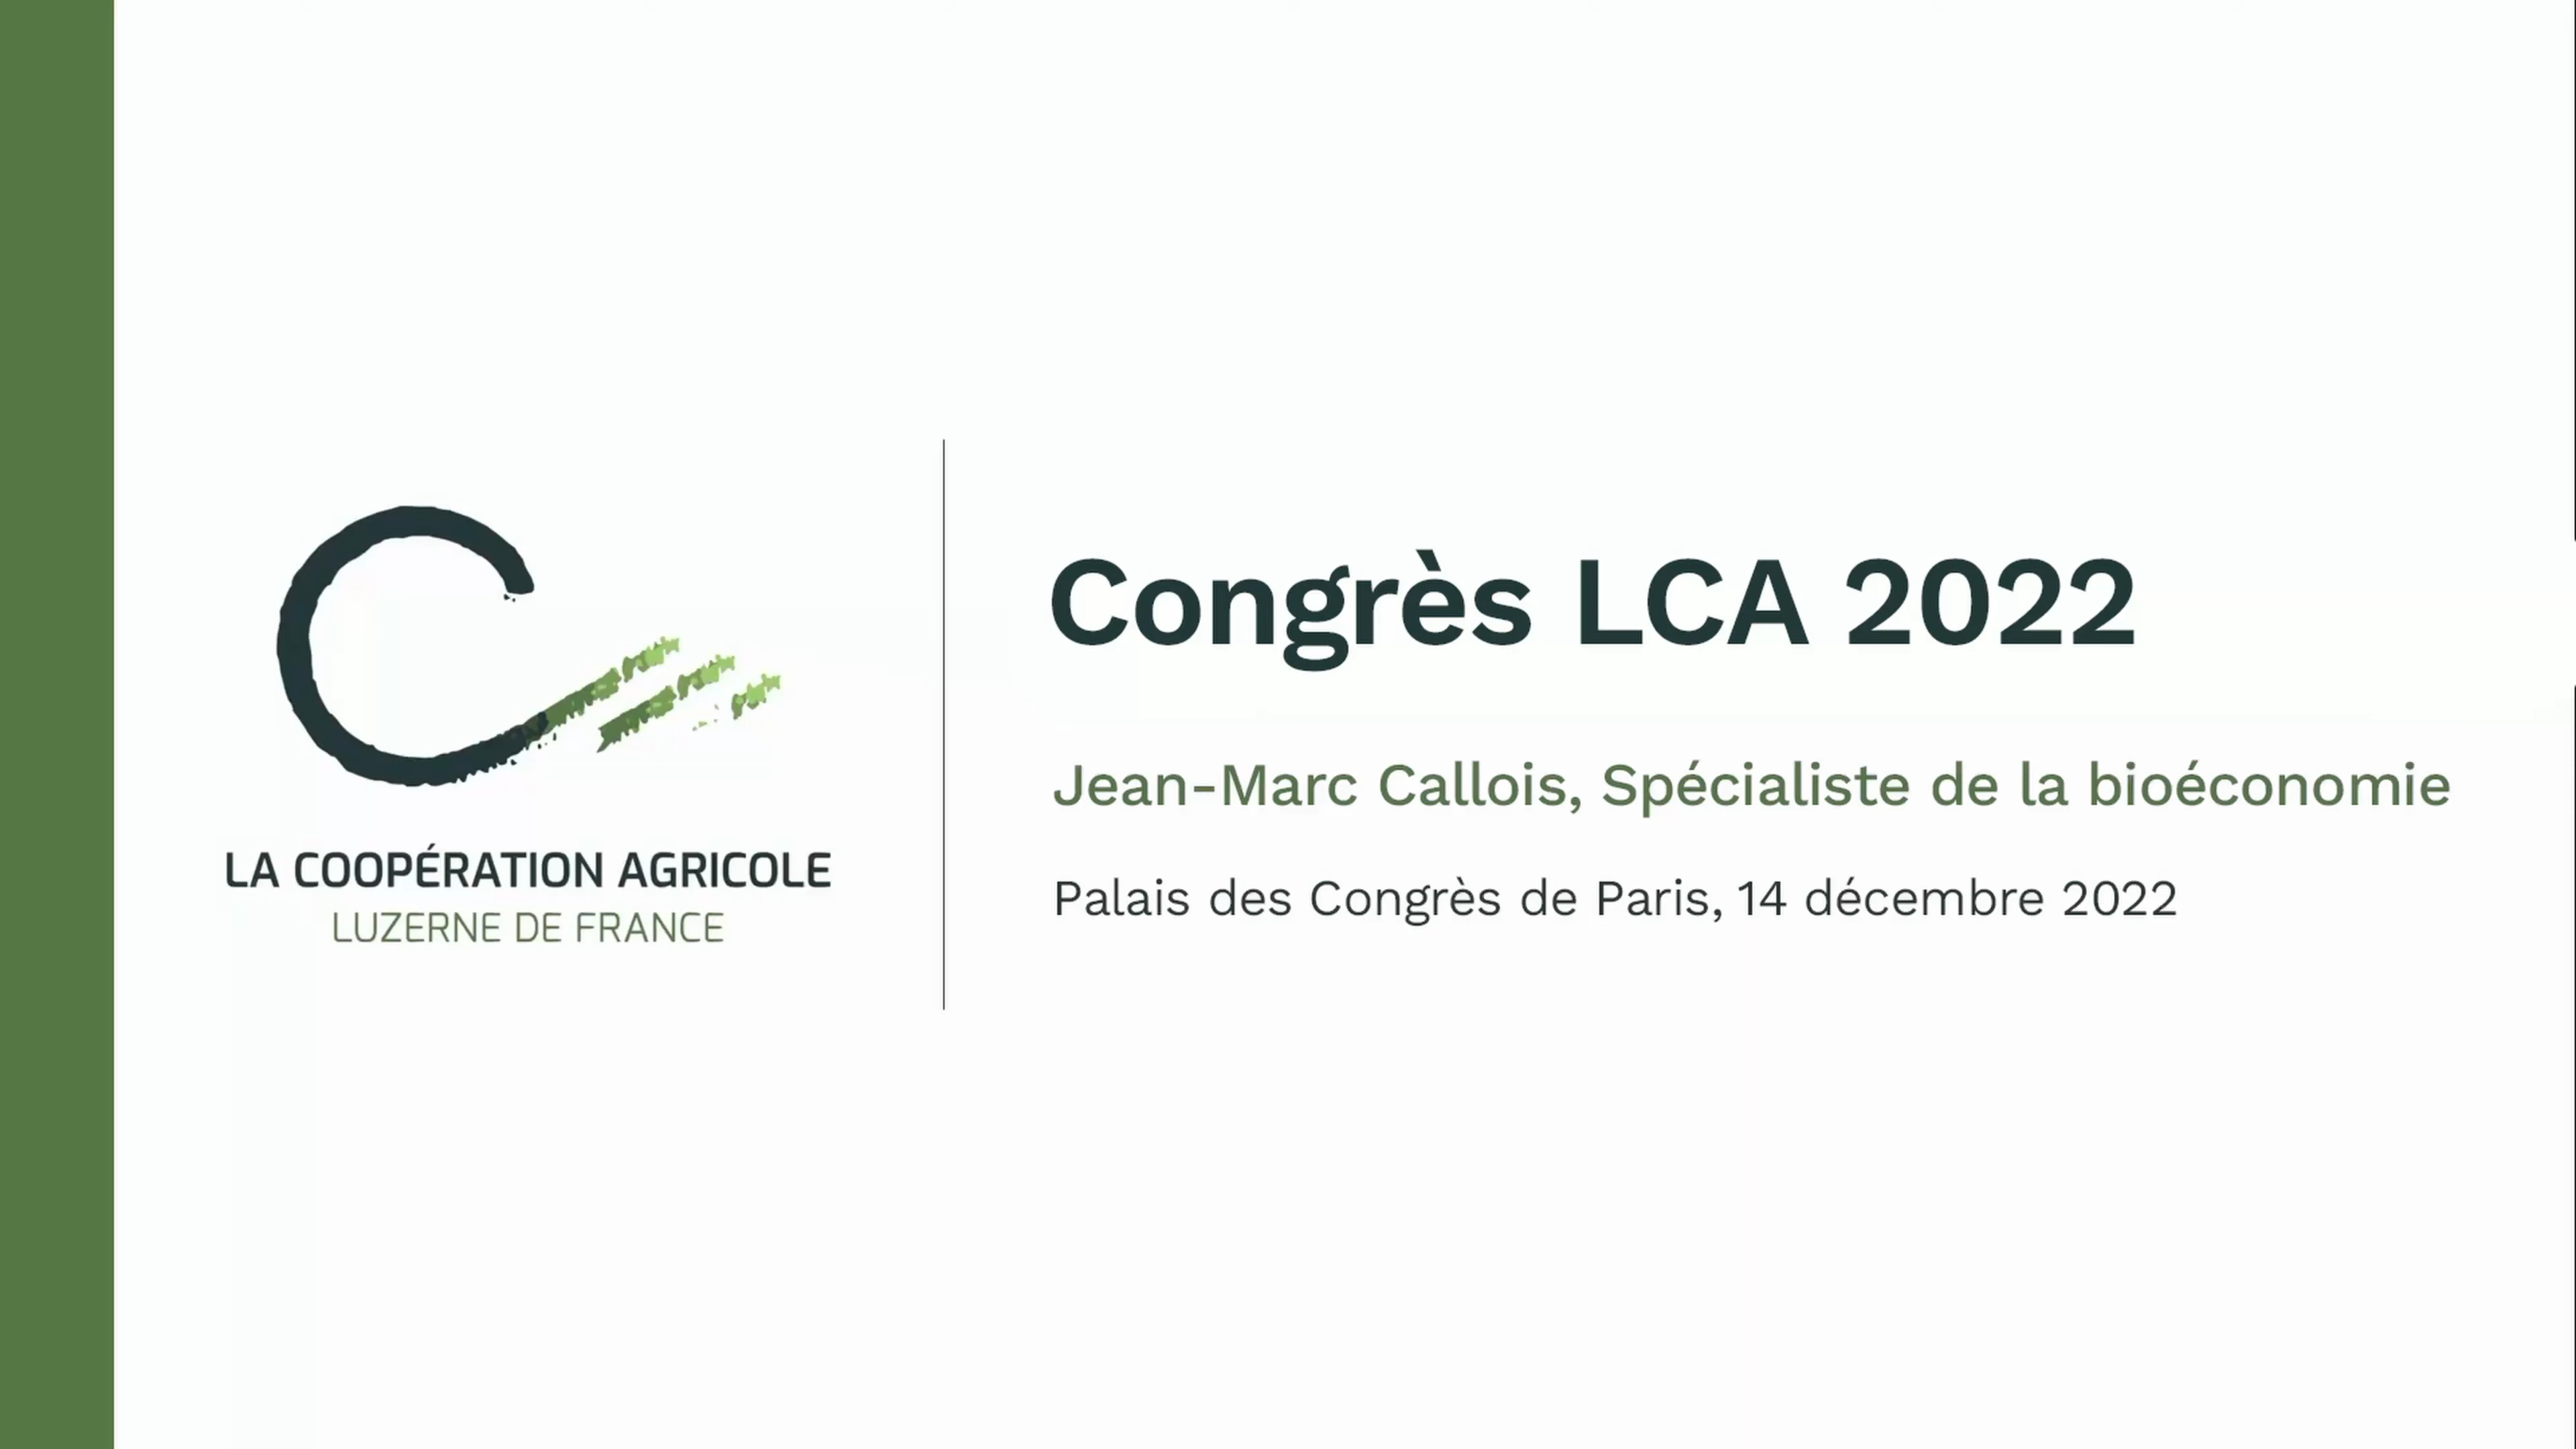 LA COOPÉRATION AGRICOLE
LUZERNE DE FRANCE
Congrès LCA 2022
Jean-Marc Callois, Spécialiste de la bioéconomie
Palais des Congrès de Paris, 14 décembre 2022